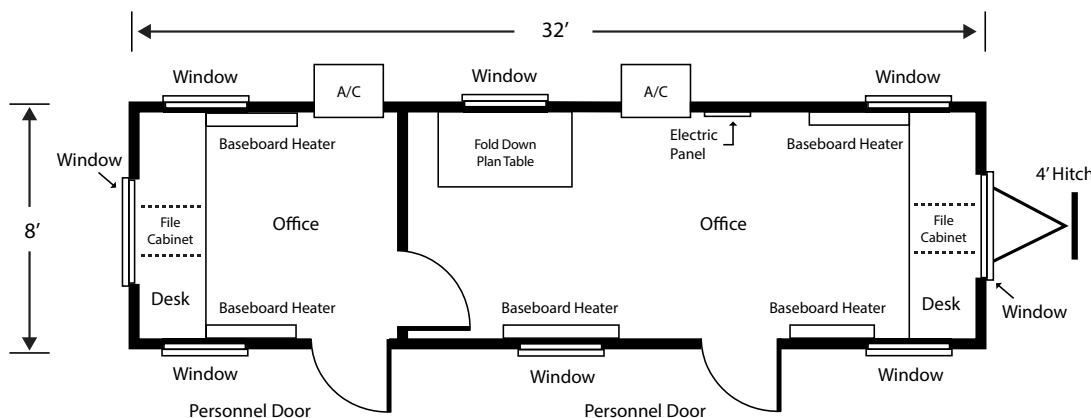 32’
Window
A/C
Window
A/C
Window
Baseboard Heater
Fold Down
Plan Table
Electric
Panel
Baseboard Heater
Window
4’ Hitch
8’
File
Cabinet
Office
Office
File
Cabinet
Desk
Baseboard Heater
Baseboard Heater
Baseboard Heater
Desk
Window
Window
Window
Window
Personnel Door
Personnel Door